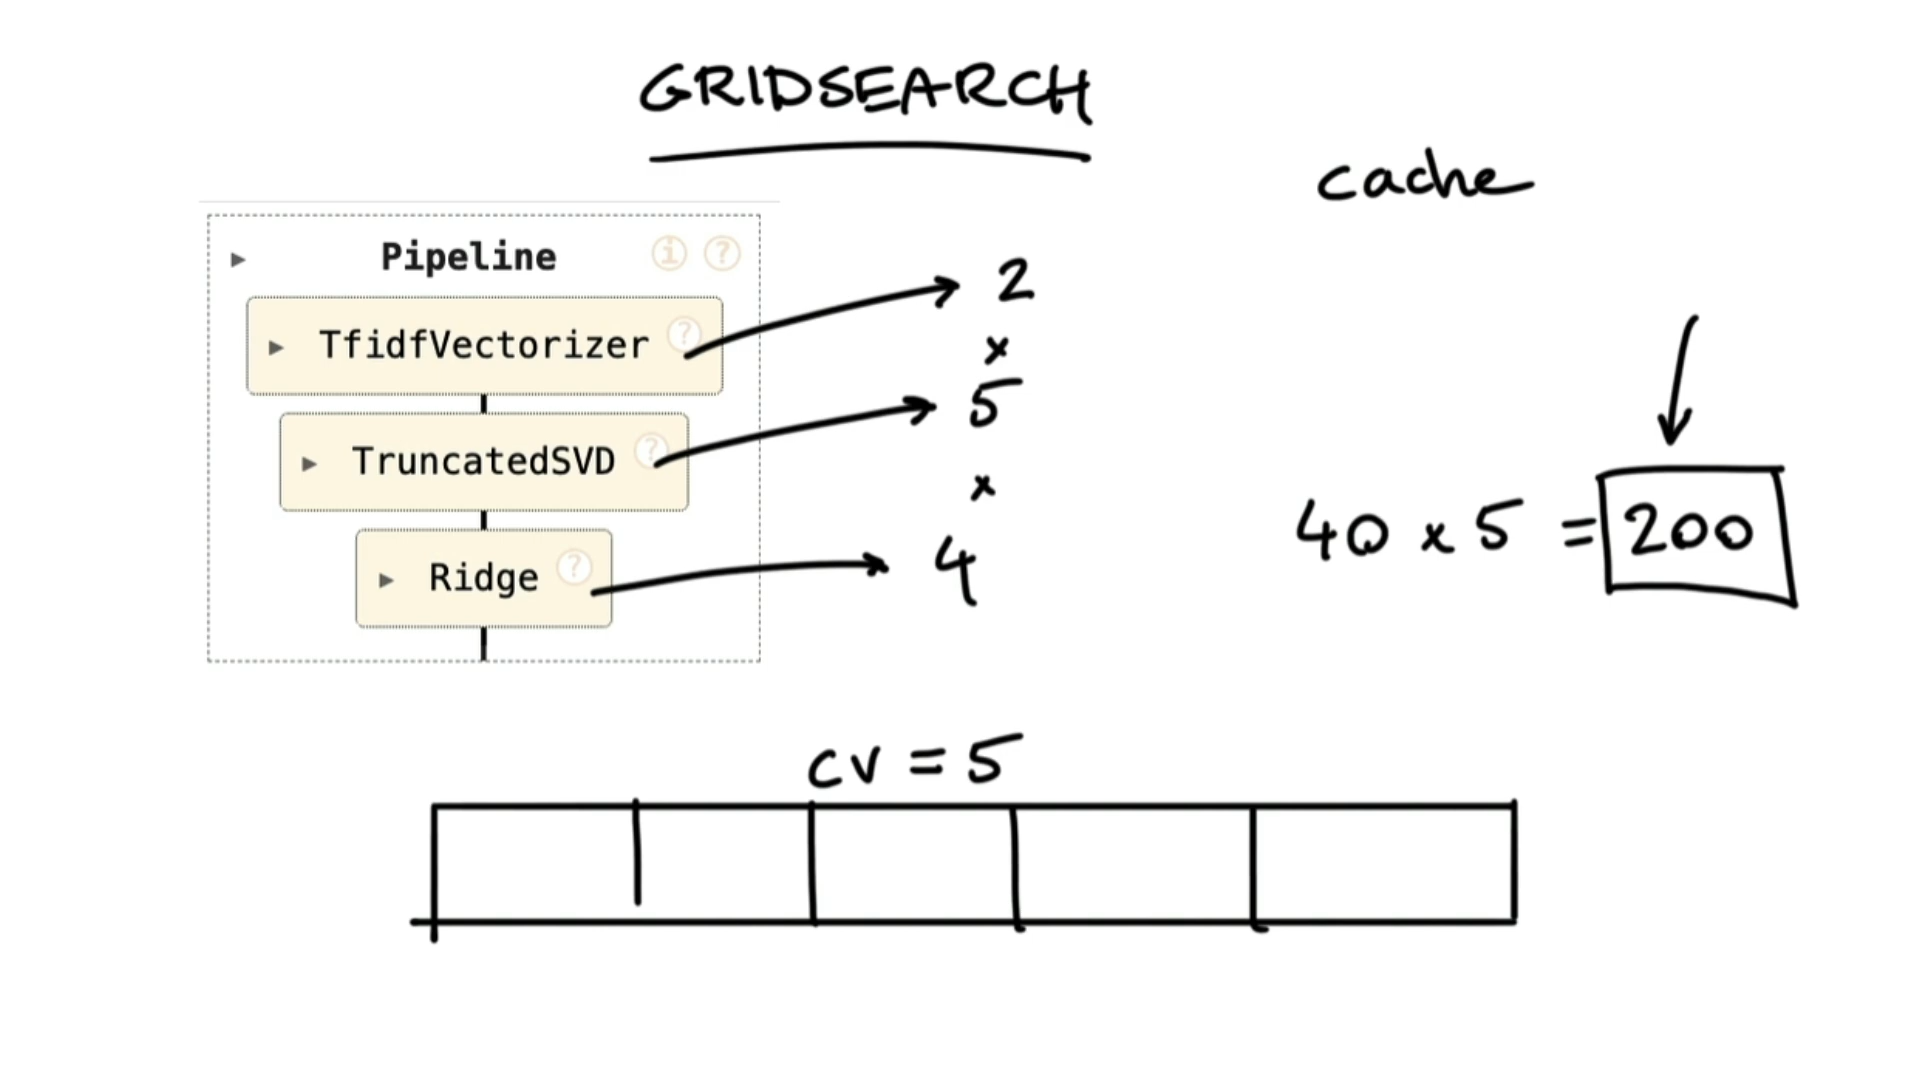 GRIDSEARCH
cache
Pipeline
TfidfVectorizer
TruncatedSVD
Ridge
2
x
5
x
4
40 x 5 = 200
cv = 5